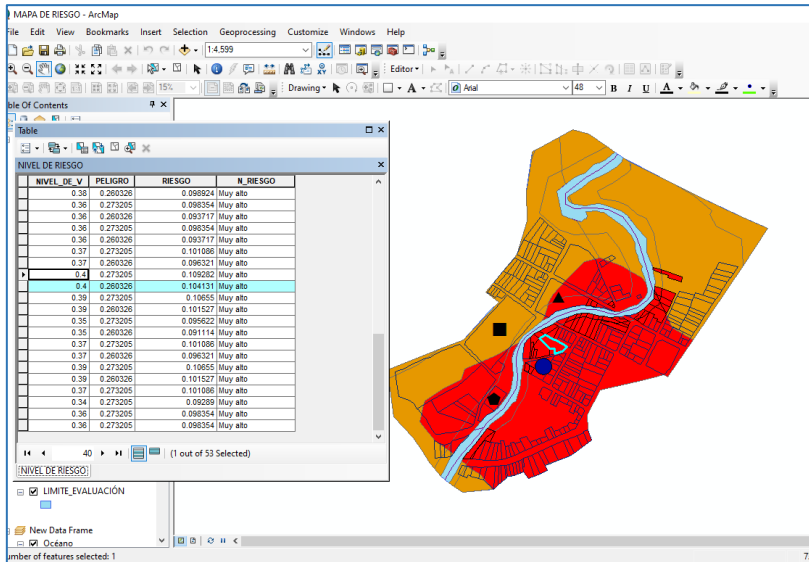 MAPA DE RIESGO - ArcMap
File Edit View Bookmarks Insert Selection Geoprocessing Customize Windows Help
1:4,599
Editor
15% Drawing Arial 48 B I U A
ble Of Contents
Table
NIVEL DE RIESGO
NIVEL_DE_V PELIGRO RIESGO N_RIESGO
0.38 0.260326 0.098924 Muy alto
0.36 0.273205 0.098354 Muy alto
0.36 0.260326 0.093717 Muy alto
0.36 0.273205 0.098354 Muy alto
0.36 0.260326 0.093717 Muy alto
0.37 0.273205 0.101086 Muy alto
0.37 0.260326 0.096321 Muy alto
0.4 0.273205 0.109282 Muy alto
0.4 0.260326 0.104131 Muy alto
0.39 0.273205 0.10655 Muy alto
0.39 0.260326 0.101527 Muy alto
0.35 0.273205 0.095622 Muy alto
0.35 0.260326 0.091114 Muy alto
0.37 0.273205 0.101086 Muy alto
0.37 0.260326 0.096321 Muy alto
0.39 0.273205 0.10655 Muy alto
0.39 0.260326 0.101527 Muy alto
0.37 0.273205 0.101086 Muy alto
0.34 0.273205 0.09289 Muy alto
0.36 0.273205 0.098354 Muy alto
0.36 0.273205 0.098354 Muy alto
40 (1 out of 53 Selected)
NIVEL DE RIESGO
LIMITE_EVALUACIÓN
New Data Frame
Océano
umber of features selected: 1